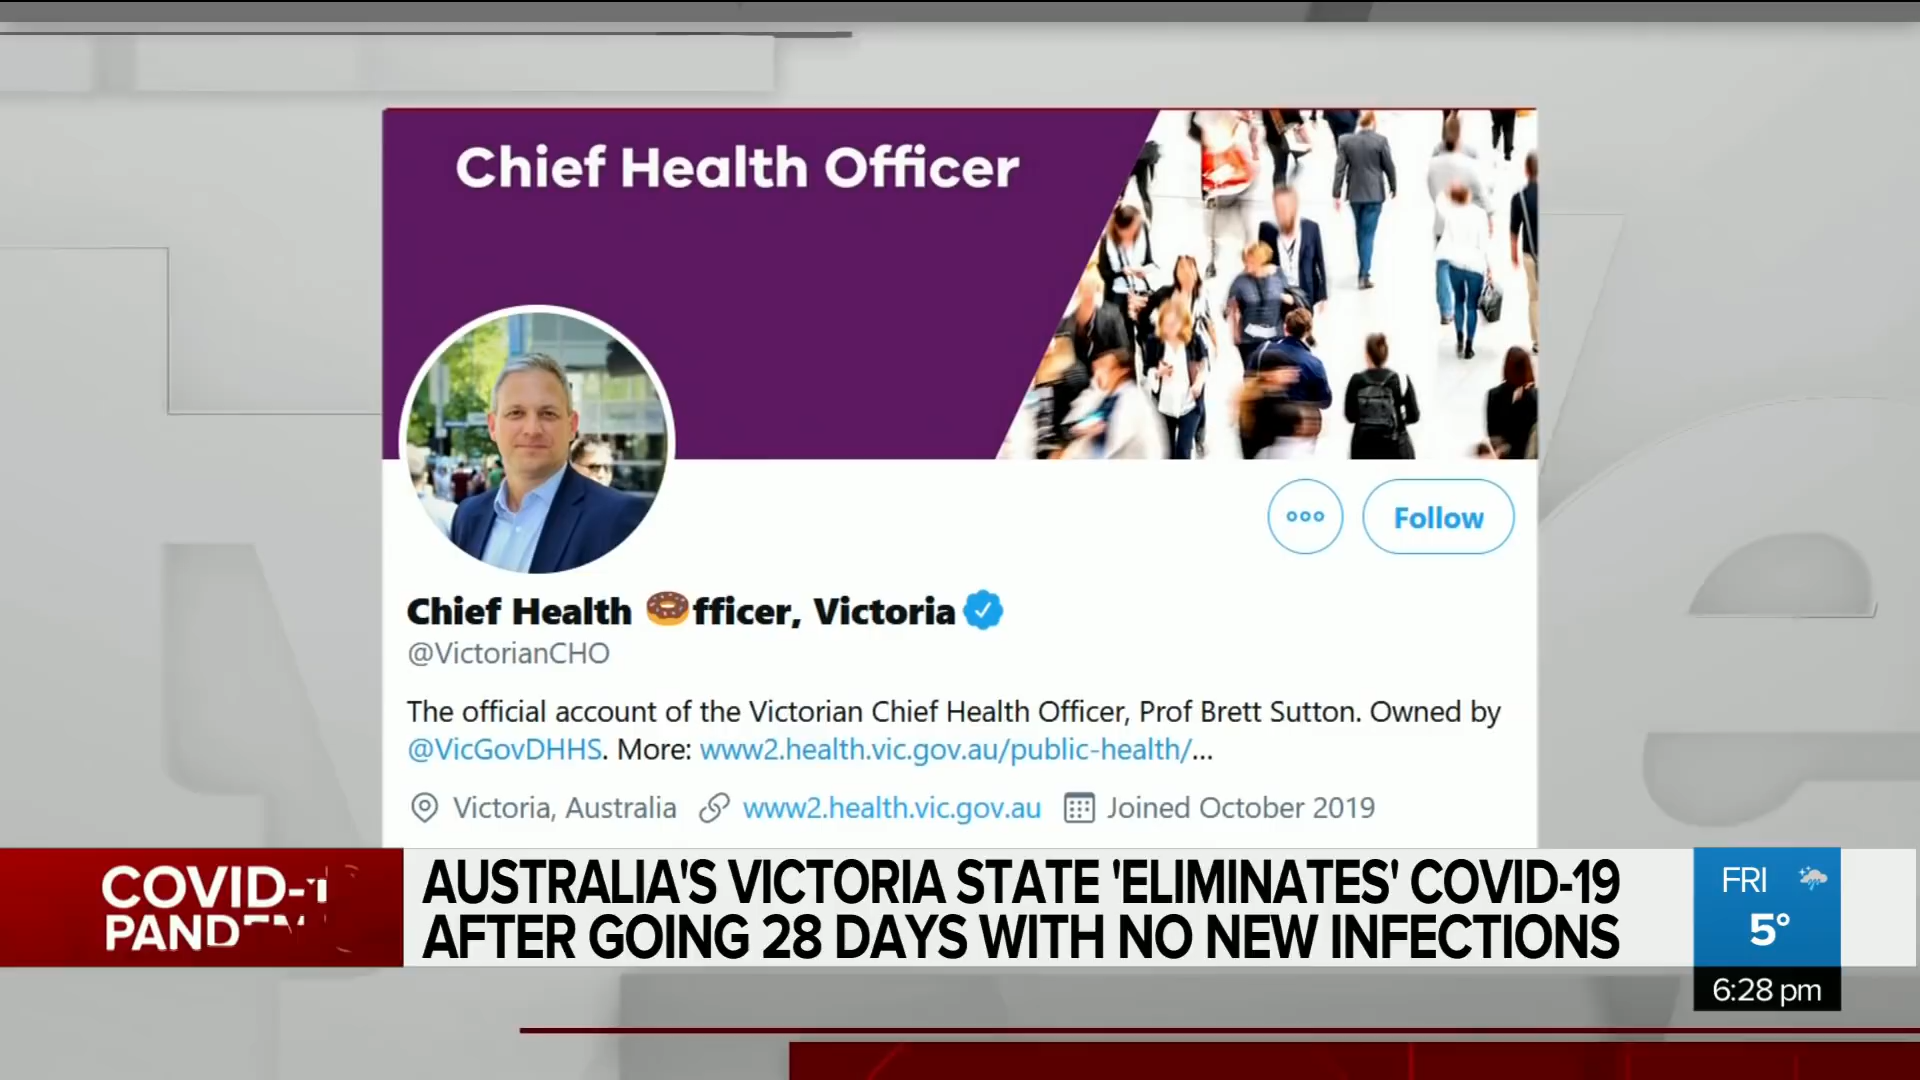 Chief Health Officer
Follow
Chief Health 🍩fficer, Victoria
@VictorianCHO
The official account of the Victorian Chief Health Officer, Prof Brett Sutton. Owned by
@VicGovDHHS. More: www2.health.vic.gov.au/public-health/...
Victoria, Australia www2.health.vic.gov.au Joined October 2019
COVID-1
PAND
AUSTRALIA'S VICTORIA STATE 'ELIMINATES' COVID-19
AFTER GOING 28 DAYS WITH NO NEW INFECTIONS
FRI
5°
6:28 pm